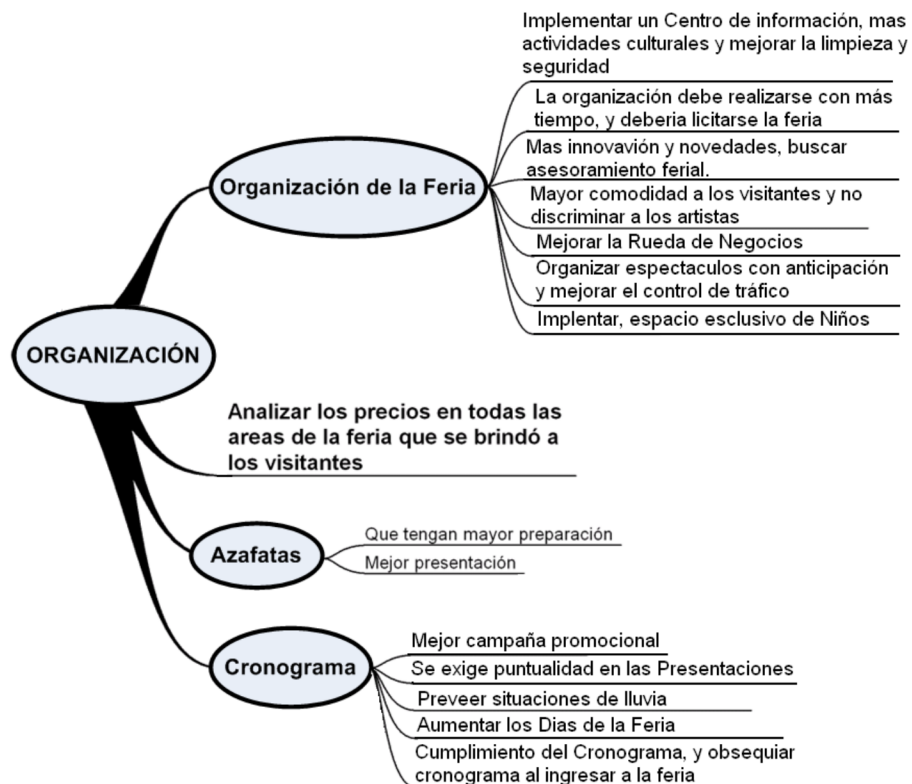 Implementar un Centro de información, mas
actividades culturales y mejorar la limpieza y
seguridad
La organización debe realizarse con más
tiempo, y deberia licitarse la feria
Mas innovavión y novedades, buscar
asesoramiento ferial.
Mayor comodidad a los visitantes y no
discriminar a los artistas
Mejorar la Rueda de Negocios
Organizar espectaculos con anticipación
y mejorar el control de tráfico
Implentar, espacio esclusivo de Niños
Organización de la Feria
ORGANIZACIÓN
Analizar los precios en todas las
areas de la feria que se brindó a
los visitantes
Azafatas
Que tengan mayor preparación
Mejor presentación
Cronograma
Mejor campaña promocional
Se exige puntualidad en las Presentaciones
Preveer situaciones de lluvia
Aumentar los Dias de la Feria
Cumplimiento del Cronograma, y obsequiar
cronograma al ingresar a la feria